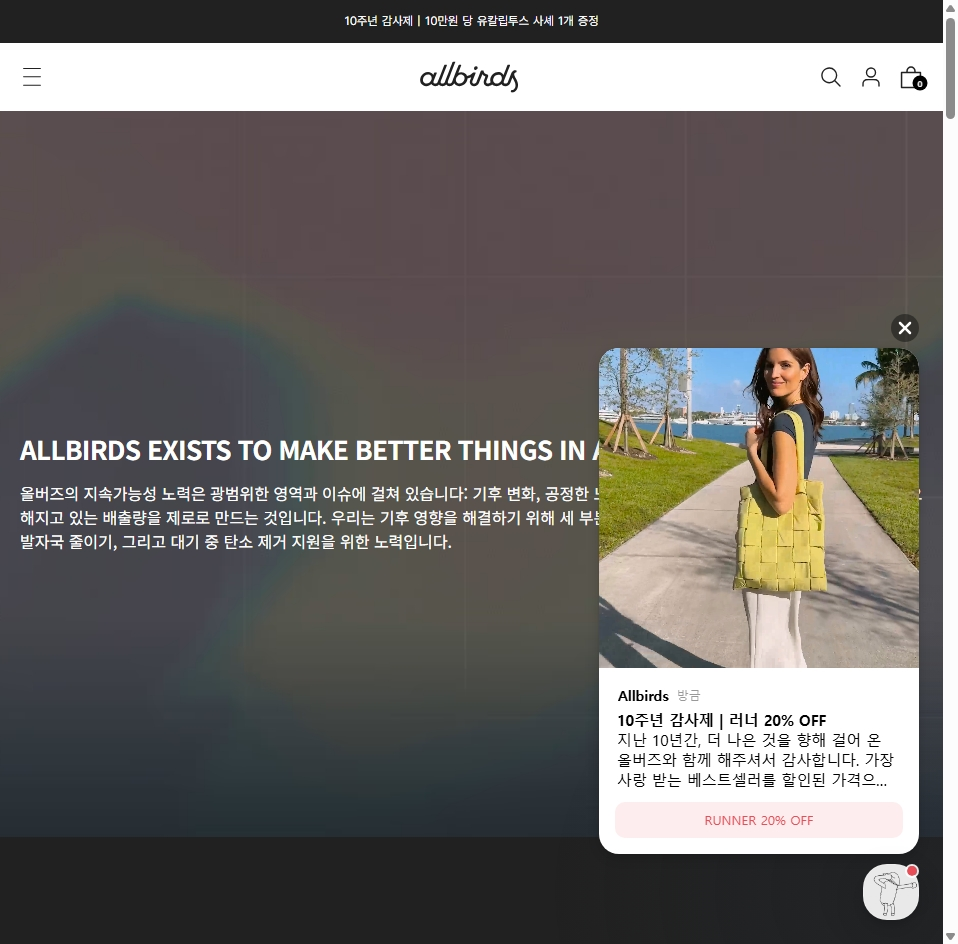 10주년 감사제 | 10만원 당 유칼립투스 사셰 1개 증정
allbirds
0
ALLBIRDS EXISTS TO MAKE BETTER THINGS IN
올버즈의 지속가능성 노력은 광범위한 영역과 이슈에 걸쳐 있습니다: 기후 변화, 공정한
해지고 있는 배출량을 제로로 만드는 것입니다. 우리는 기후 영향을 해결하기 위해 세
발자국 줄이기, 그리고 대기 중 탄소 제거 지원을 위한 노력입니다.
Allbirds 방금
10주년 감사제 | 러너 20% OFF
지난 10년간, 더 나은 것을 향해 걸어 온
올버즈와 함께 해주셔서 감사합니다. 가장
사랑 받는 베스트셀러를 할인된 가격으...
RUNNER 20% OFF